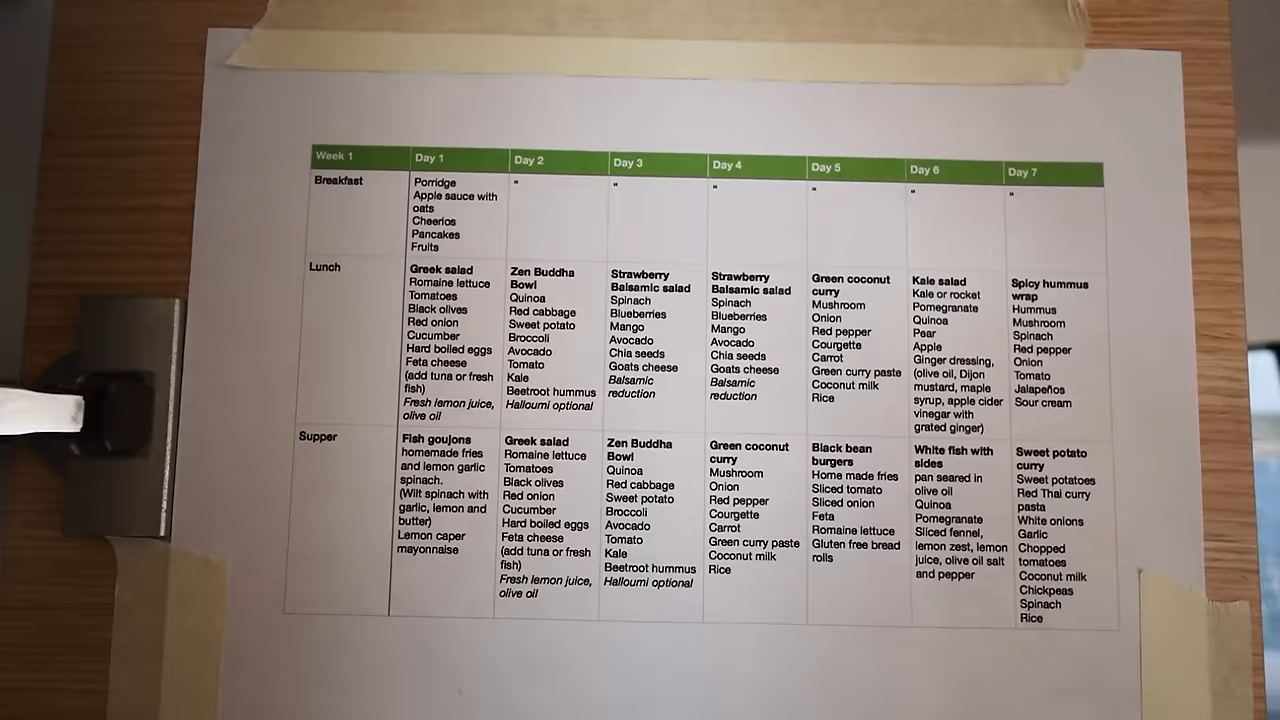 Week 1
Day 1
Day 2
Day 3
Day 4
Day 5
Day 6
Day 7
Breakfast
Porridge
Apple sauce with
oats
Cheerios
Pancakes
Fruits
"
"
"
"
"
"
Lunch
Greek salad
Romaine lettuce
Tomatoes
Black olives
Red onion
Cucumber
Hard boiled eggs
Feta cheese
(add tuna or fresh
fish)
Fresh lemon juice,
olive oil
Zen Buddha
Bowl
Quinoa
Red cabbage
Sweet potato
Broccoli
Avocado
Tomato
Kale
Beetroot hummus
Halloumi optional
Strawberry
Balsamic salad
Spinach
Blueberries
Mango
Avocado
Chia seeds
Goats cheese
Balsamic
reduction
Strawberry
Balsamic salad
Spinach
Blueberries
Mango
Avocado
Chia seeds
Goats cheese
Balsamic
reduction
Green coconut
curry
Mushroom
Onion
Red pepper
Courgette
Carrot
Green curry paste
Coconut milk
Rice
Kale salad
Kale or rocket
Pomegranate
Quinoa
Pear
Apple
Ginger dressing,
(olive oil, Dijon
mustard, maple
syrup, apple cider
vinegar with
grated ginger)
Spicy hummus
wrap
Hummus
Mushroom
Spinach
Red pepper
Onion
Tomato
Jalapeños
Sour cream
Supper
Fish goujons
homemade fries
and lemon garlic
spinach.
(Wilt spinach with
garlic, lemon and
butter)
Lemon caper
mayonnaise
Greek salad
Romaine lettuce
Tomatoes
Black olives
Red onion
Cucumber
Hard boiled eggs
Feta cheese
(add tuna or fresh
fish)
Fresh lemon juice,
olive oil
Zen Buddha
Bowl
Quinoa
Red cabbage
Sweet potato
Broccoli
Avocado
Tomato
Kale
Beetroot hummus
Halloumi optional
Green coconut
curry
Mushroom
Onion
Red pepper
Courgette
Carrot
Green curry paste
Coconut milk
Rice
Black bean
burgers
Home made fries
Sliced tomato
Sliced onion
Feta
Romaine lettuce
Gluten free bread
rolls
White fish with
sides
pan seared in
olive oil
Quinoa
Pomegranate
Sliced fennel,
lemon zest, lemon
juice, olive oil salt
and pepper
Sweet potato
curry
Sweet potatoes
Red Thai curry
pasta
White onions
Garlic
Chopped
tomatoes
Coconut milk
Chickpeas
Spinach
Rice